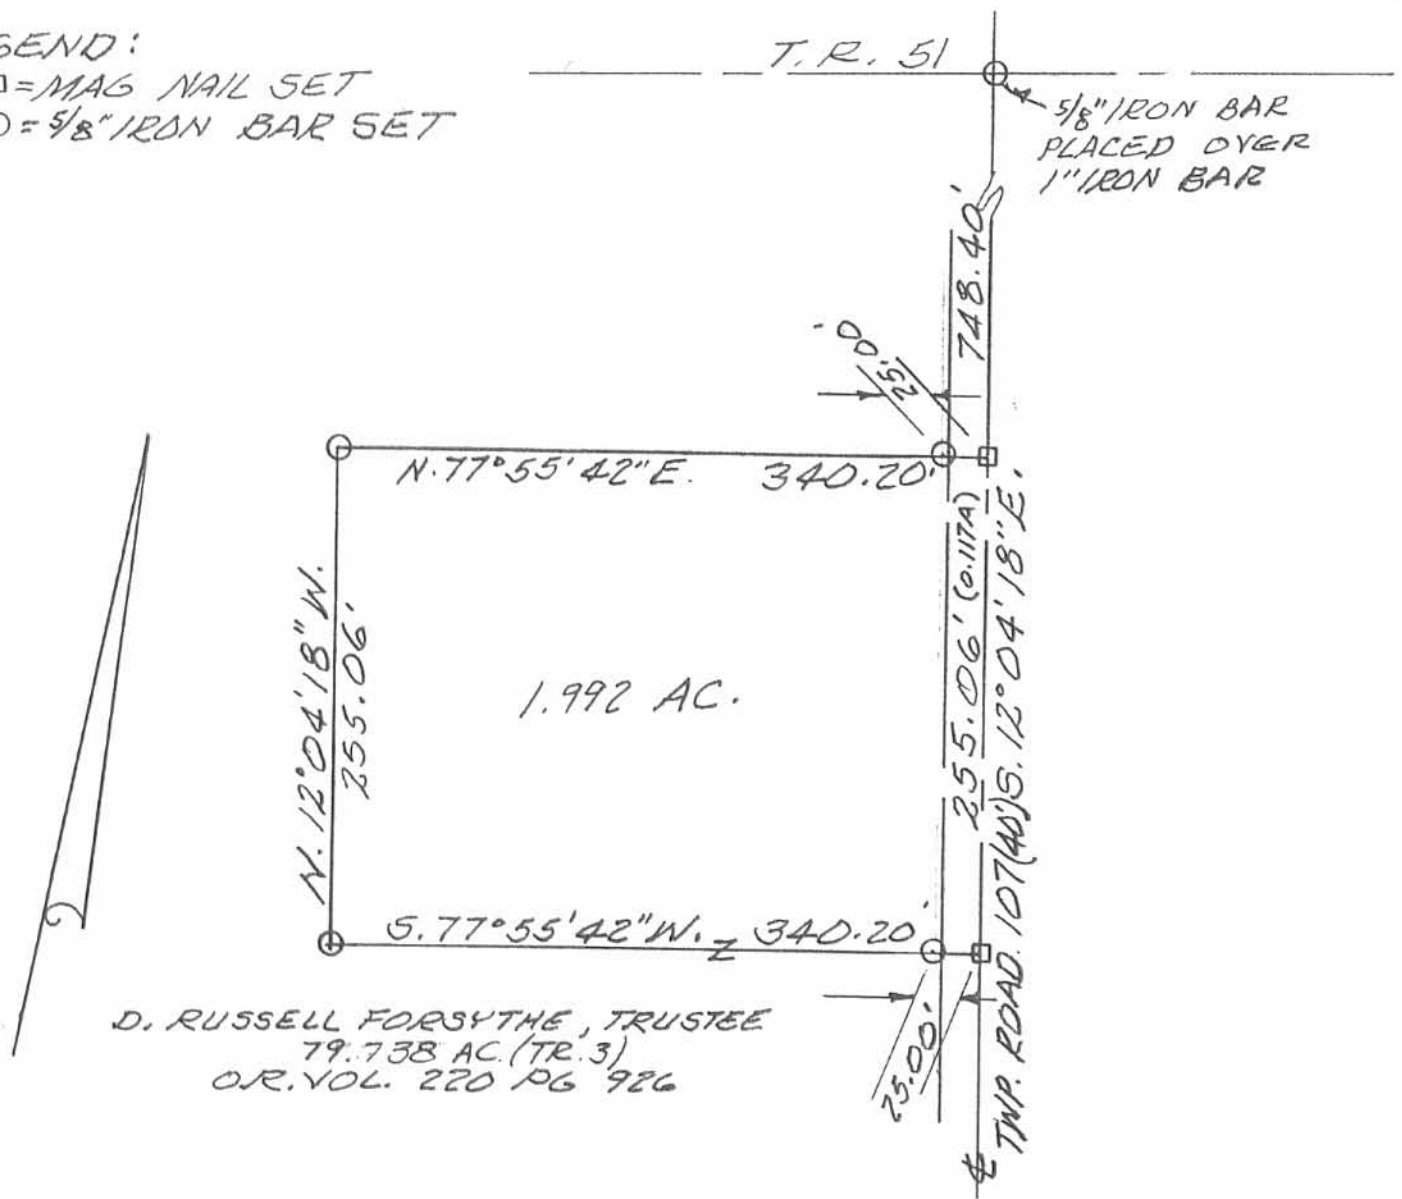 GEND:
□=MAG NAIL SET
O=5/8" IRON BAR SET
T. R. 51
5/8" IRON BAR
PLACED OVER
1" IRON BAR
748.40'
25.00'
N.77°55'42"E. 340.20'
N.12°04'18"W.
255.06'
1.992 AC.
255.06' (0.117A)
S.12°04'18"E.
S.77°55'42"W. 340.20'
25.00'
D. RUSSELL FORSYTHE, TRUSTEE
79.738 AC.(TR.3)
O.R.VOL. 220 PG 926
℄ TWP. ROAD. 107(40')